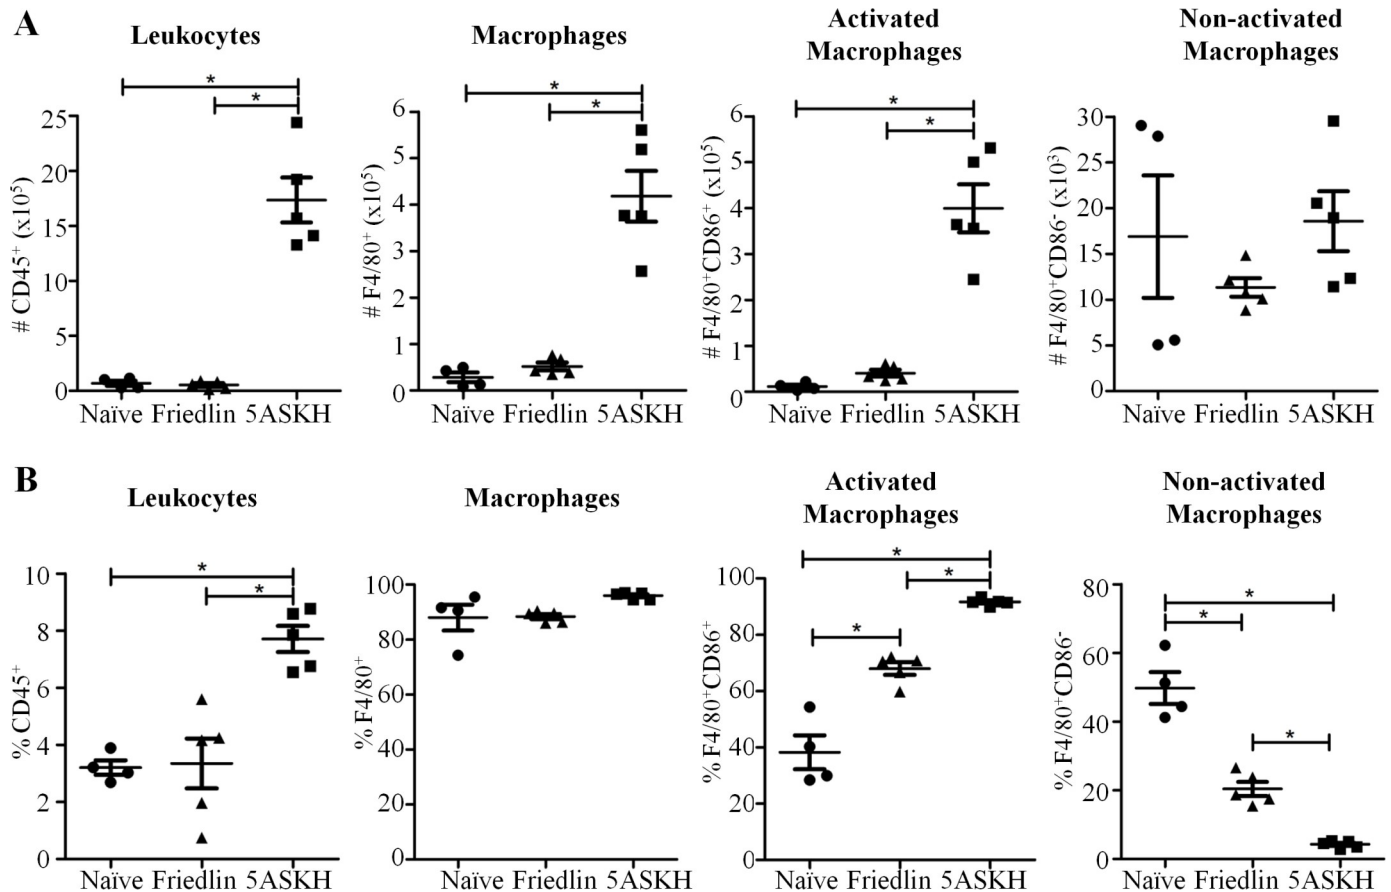 A
Leukocytes
Macrophages
Activated
Macrophages
Non-activated
Macrophages
*
*
*
*
*
*
# CD45⁺ (x10⁵)
25
20
15
10
5
0
Naïve Friedlin 5ASKH
# F4/80⁺ (x10⁵)
6
5
4
3
2
1
0
Naïve Friedlin 5ASKH
# F4/80⁺CD86⁺ (x10⁵)
6
5
4
3
2
1
0
Naïve Friedlin 5ASKH
# F4/80⁺CD86⁻ (x10³)
30
25
20
15
10
5
0
Naïve Friedlin 5ASKH
B
Leukocytes
Macrophages
Activated
Macrophages
Non-activated
Macrophages
*
*
% CD45⁺
10
8
6
4
2
0
Naïve Friedlin 5ASKH
% F4/80⁺
100
80
60
40
20
0
Naïve Friedlin 5ASKH
*
*
*
% F4/80⁺CD86⁺
100
80
60
40
20
0
Naïve Friedlin 5ASKH
*
*
*
% F4/80⁺CD86⁻
80
60
40
20
0
Naïve Friedlin 5ASKH